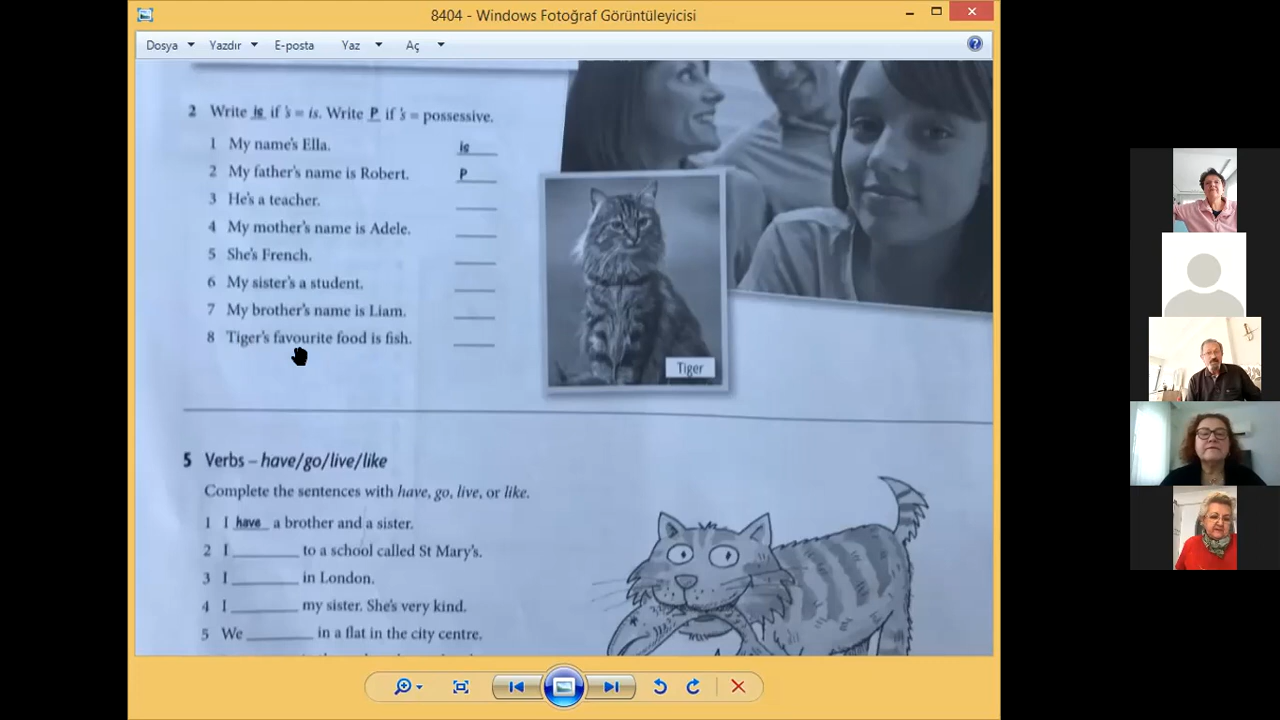 8404 - Windows Fotoğraf Görüntüleyicisi
Dosya Yazdır E-posta Yaz Aç
2 Write is if 's = is. Write P if 's = possessive.
1 My name's Ella. is
2 My father's name is Robert. P
3 He's a teacher.
4 My mother's name is Adele.
5 She's French.
6 My sister's a student.
7 My brother's name is Liam.
8 Tiger's favourite food is fish.
Tiger
5 Verbs – have/go/live/like
Complete the sentences with have, go, live, or like.
1 I have a brother and a sister.
2 I ______ to a school called St Mary's.
3 I ______ in London.
4 I ______ my sister. She's very kind.
5 We ______ in a flat in the city centre.